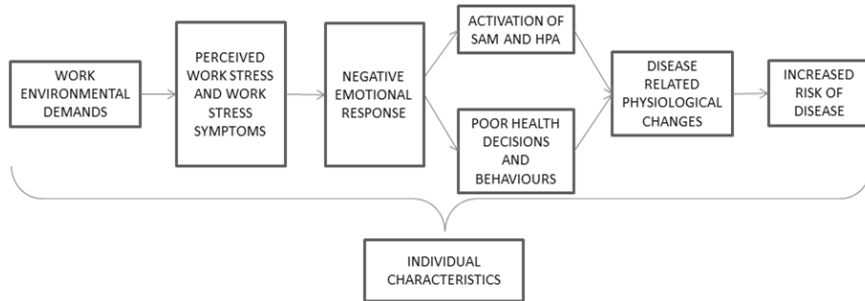 WORK
ENVIRONMENTAL
DEMANDS
PERCEIVED
WORK STRESS
AND WORK
STRESS
SYMPTOMS
NEGATIVE
EMOTIONAL
RESPONSE
ACTIVATION OF
SAM AND HPA
POOR HEALTH
DECISIONS
AND
BEHAVIOURS
DISEASE
RELATED
PHYSIOLOGICAL
CHANGES
INCREASED
RISK OF
DISEASE
INDIVIDUAL
CHARACTERISTICS